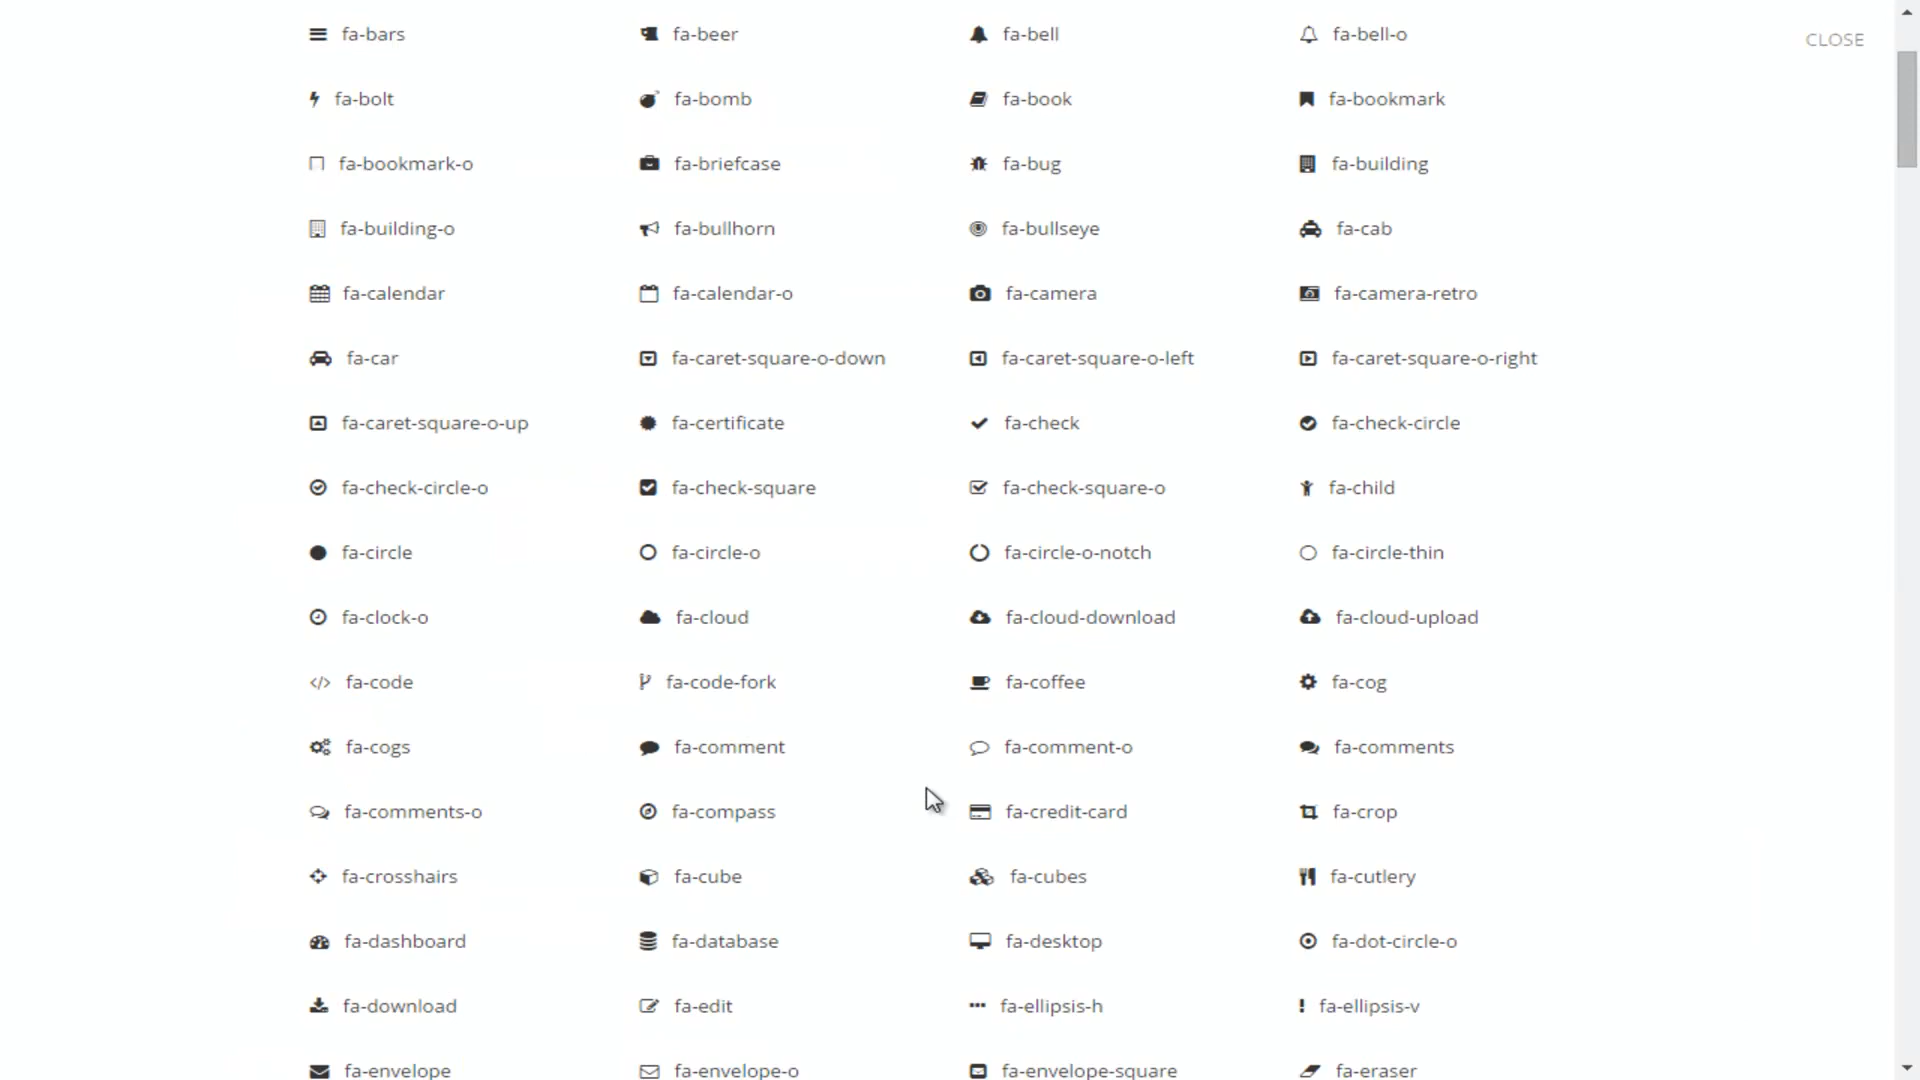 fa-bars fa-beer fa-bell fa-bell-o
CLOSE
fa-bolt fa-bomb fa-book fa-bookmark
fa-bookmark-o fa-briefcase fa-bug fa-building
fa-building-o fa-bullhorn fa-bullseye fa-cab
fa-calendar fa-calendar-o fa-camera fa-camera-retro
fa-car fa-caret-square-o-down fa-caret-square-o-left fa-caret-square-o-right
fa-caret-square-o-up fa-certificate fa-check fa-check-circle
fa-check-circle-o fa-check-square fa-check-square-o fa-child
fa-circle fa-circle-o fa-circle-o-notch fa-circle-thin
fa-clock-o fa-cloud fa-cloud-download fa-cloud-upload
fa-code fa-code-fork fa-coffee fa-cog
fa-cogs fa-comment fa-comment-o fa-comments
fa-comments-o fa-compass fa-credit-card fa-crop
fa-crosshairs fa-cube fa-cubes fa-cutlery
fa-dashboard fa-database fa-desktop fa-dot-circle-o
fa-download fa-edit fa-ellipsis-h fa-ellipsis-v
fa-envelope fa-envelope-o fa-envelope-square fa-eraser